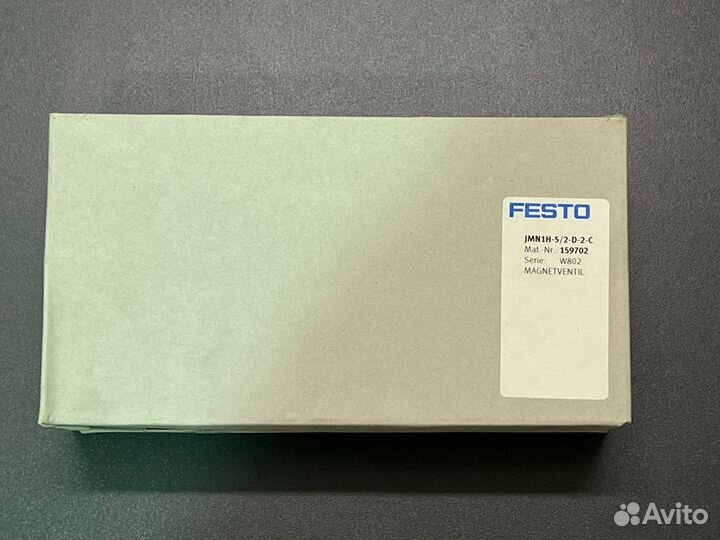 FESTO
JMN1H-5/2-D-2-C
Mat.-Nr.: 159702
Serie: W802
MAGNETVENTIL
Avito